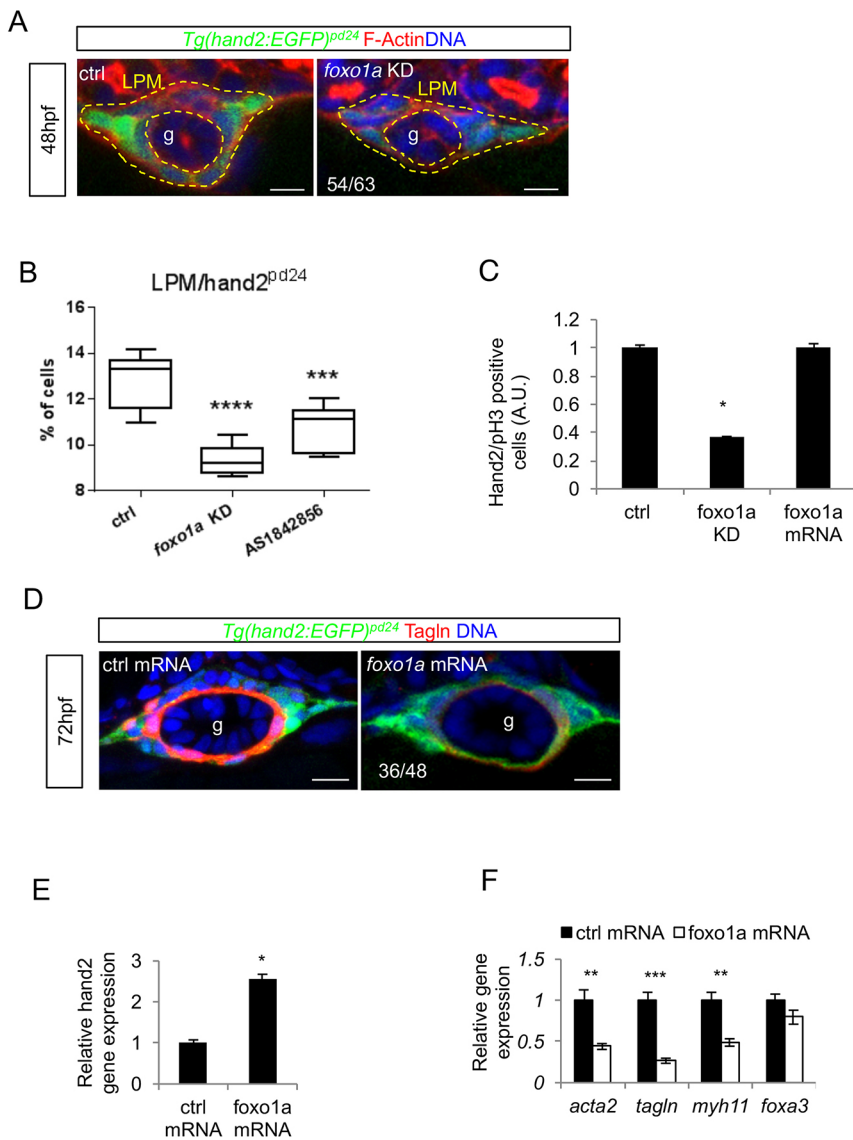 A
Tg(hand2:EGFP)pd24 F-ActinDNA
48hpf
ctrl
LPM
g
foxo1a KD
LPM
g
54/63
B
LPM/hand2pd24
% of cells
16
14
12
10
8
****
***
ctrl
foxo1a KD
AS1842856
C
Hand2/pH3 positive
cells (A.U.)
1.2
1
0.8
0.6
0.4
0.2
0
*
ctrl
foxo1a
KD
foxo1a
mRNA
D
Tg(hand2:EGFP)pd24 Tagln DNA
72hpf
ctrl mRNA
g
foxo1a mRNA
g
36/48
E
Relative hand2
gene expression
3
2
1
0
*
ctrl
mRNA
foxo1a
mRNA
F
ctrl mRNA foxo1a mRNA
Relative gene
expression
1.5
1
0.5
0
** *** **
acta2 tagln myh11 foxa3